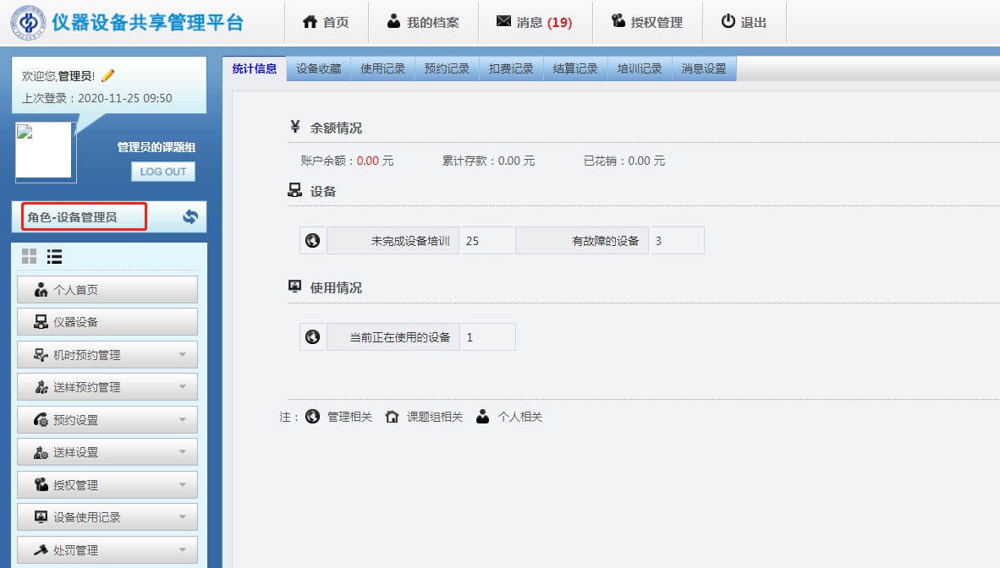 仪器设备共享管理平台
首页 我的档案 消息 (19) 授权管理 退出
欢迎您,管理员!
上次登录：2020-11-25 09:50
管理员的课题组
LOG OUT
角色-设备管理员
个人首页
仪器设备
机时预约管理
送样预约管理
预约设置
送样设置
授权管理
设备使用记录
处罚管理
统计信息 设备收藏 使用记录 预约记录 扣费记录 结算记录 培训记录 消息设置
¥ 余额情况
账户余额：0.00 元 累计存款：0.00 元 已花销：0.00 元
设备
未完成设备培训 25 有故障的设备 3
使用情况
当前正在使用的设备 1
注： 管理相关 课题组相关 个人相关